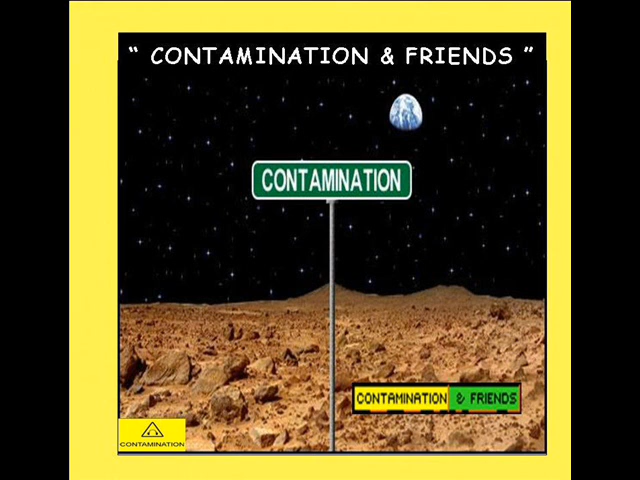 “ CONTAMINATION & FRIENDS ”
CONTAMINATION
CONTAMINATION & FRIENDS
CONTAMINATION